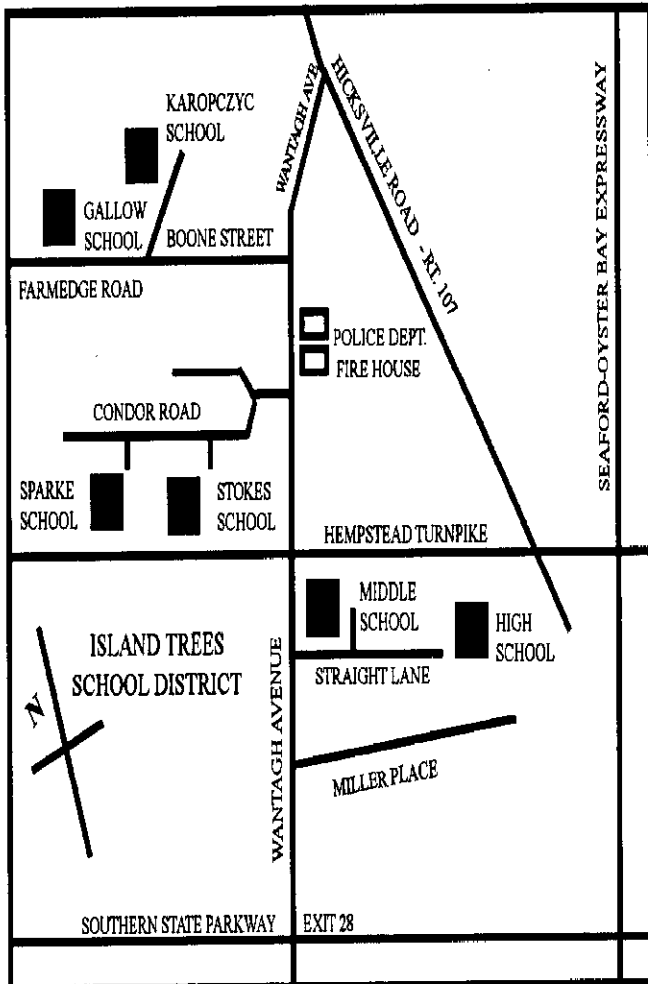 KAROPCZYC
SCHOOL
GALLOW
SCHOOL
BOONE STREET
WANTAGH AVE.
HICKSVILLE ROAD - RT. 107
SEAFORD-OYSTER BAY EXPRESSWAY
FARMEDGE ROAD
POLICE DEPT.
FIRE HOUSE
CONDOR ROAD
SPARKE
SCHOOL
STOKES
SCHOOL
HEMPSTEAD TURNPIKE
MIDDLE
SCHOOL
HIGH
SCHOOL
STRAIGHT LANE
ISLAND TREES
SCHOOL DISTRICT
N
WANTAGH AVENUE
MILLER PLACE
SOUTHERN STATE PARKWAY
EXIT 28